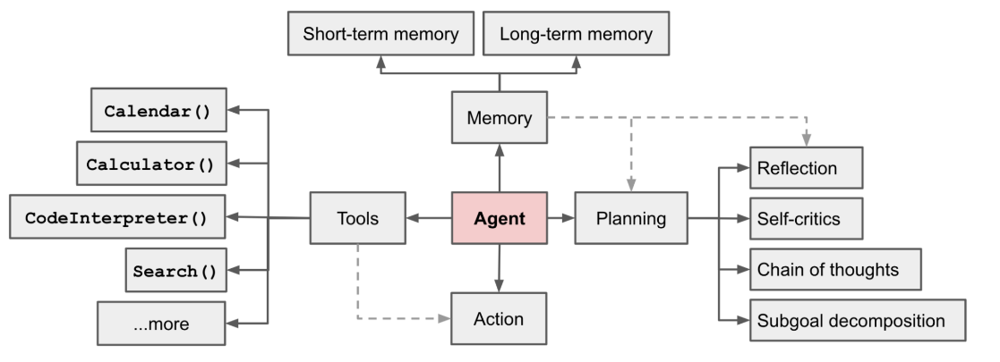 Short-term memory
Long-term memory
Calendar()
Memory
Calculator()
Reflection
CodeInterpreter()
Tools
Agent
Planning
Self-critics
Search()
Chain of thoughts
...more
Action
Subgoal decomposition